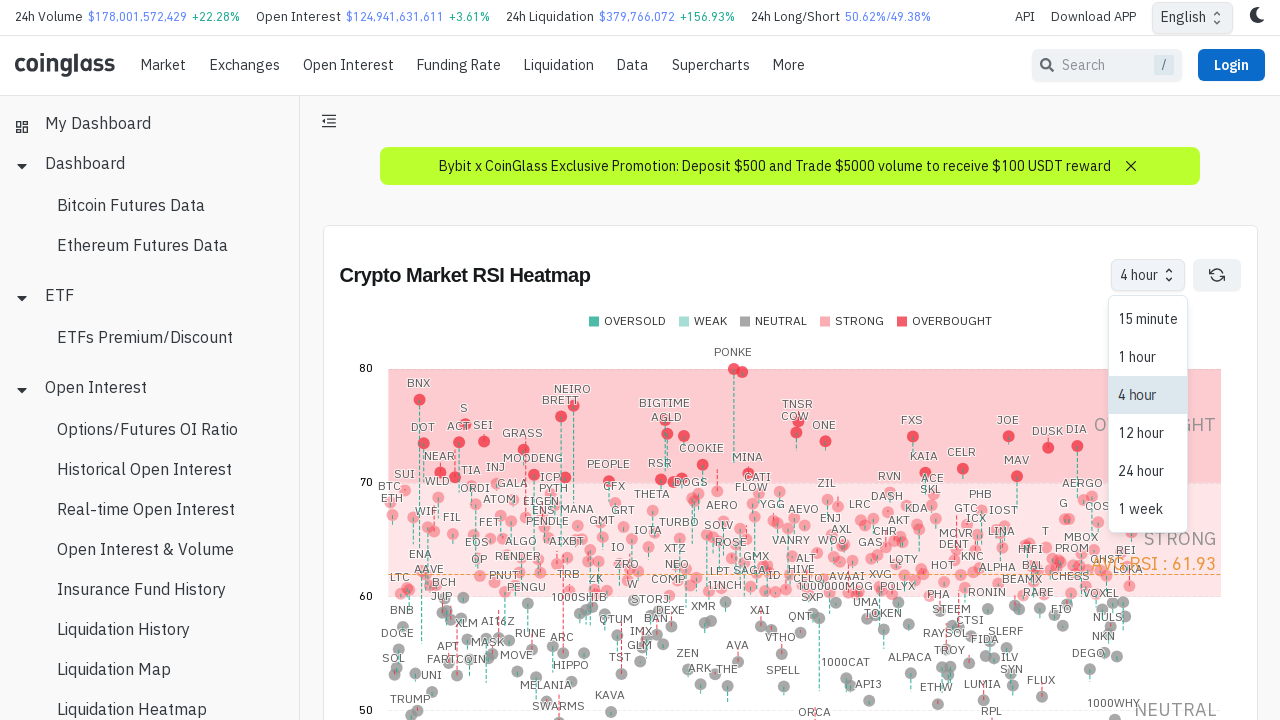 24h Volume $178,001,572,429 +22.28% Open Interest $124,941,631,611 +3.61% 24h Liquidation $379,766,072 +156.93% 24h Long/Short 50.62%/49.38% API Download APP English
coinglass Market Exchanges Open Interest Funding Rate Liquidation Data Supercharts More Search / Login
My Dashboard
Dashboard
Bitcoin Futures Data
Ethereum Futures Data
ETF
ETFs Premium/Discount
Open Interest
Options/Futures OI Ratio
Historical Open Interest
Real-time Open Interest
Open Interest & Volume
Insurance Fund History
Liquidation History
Liquidation Map
Liquidation Heatmap
Bybit x CoinGlass Exclusive Promotion: Deposit $500 and Trade $5000 volume to receive $100 USDT reward
Crypto Market RSI Heatmap
4 hour
15 minute
1 hour
4 hour
12 hour
24 hour
1 week
OVERSOLD WEAK NEUTRAL STRONG OVERBOUGHT
PONKE
80
BNX NEIRO
BRETT
S BIGTIME TNSR
AGLD COW
DOT ACT SEI ONE FXS JOE DUSK DIA
GRASS
COOKIE
NEAR MOODENG MINA KAIA CELR MAV
SUI TIA INJ PEOPLE RSR CATI RVN ACE
70
BTC WLD ORDI GALA ICP PYTH CFX DOGS FLOW ZIL SKL AERGO
ETH ATOM EIGEN THETA AERO YGG DASH PHB
WIF FIL ENS MANA GRT AEVO LRC KDA GTC IOST G
FET PENDLE GMT TURBO SOLV ENJ AKT ICX
IOTA AXL CHR MOVR LINA T
EOS ALGO AIXBT IO XTZ ROSE VANRY WOO GAS DENT HIFI MBOX
ENA OP RENDER ZRO NEO GMX ALT LQTY KNC PROM REI
AAVE PNUT TRB LPT SAGA HIVE HOT ALPHA BAL
LTC BCH PENGU ZK W COMP 1INCH ID CELO AVAAI XVG BEAMX CHESS LOKA
60
JUP 1000SHIB STORJ SXP POLYX PHA RONIN RARE VOXEL
BNB XLM AI16Z QTUM DEXE XMR XAI QNT UMA TOKEN STEEM FIO NULS
BAN CTSI
DOGE MASK RUNE ARC IMX VTHO RAYSOL FIDA SLERF NKN
APT MOVE GLM AVA TROY
SOL FARTCOIN HIPPO TST ZEN 1000CAT ALPACA ILV DEGO
UNI ARK THE SPELL SYN
MELANIA API3 ETHW LUMIA FLUX
TRUMP SWARMS KAVA 1000WHY
50
ORCA RPL
STRONG
NEUTRAL